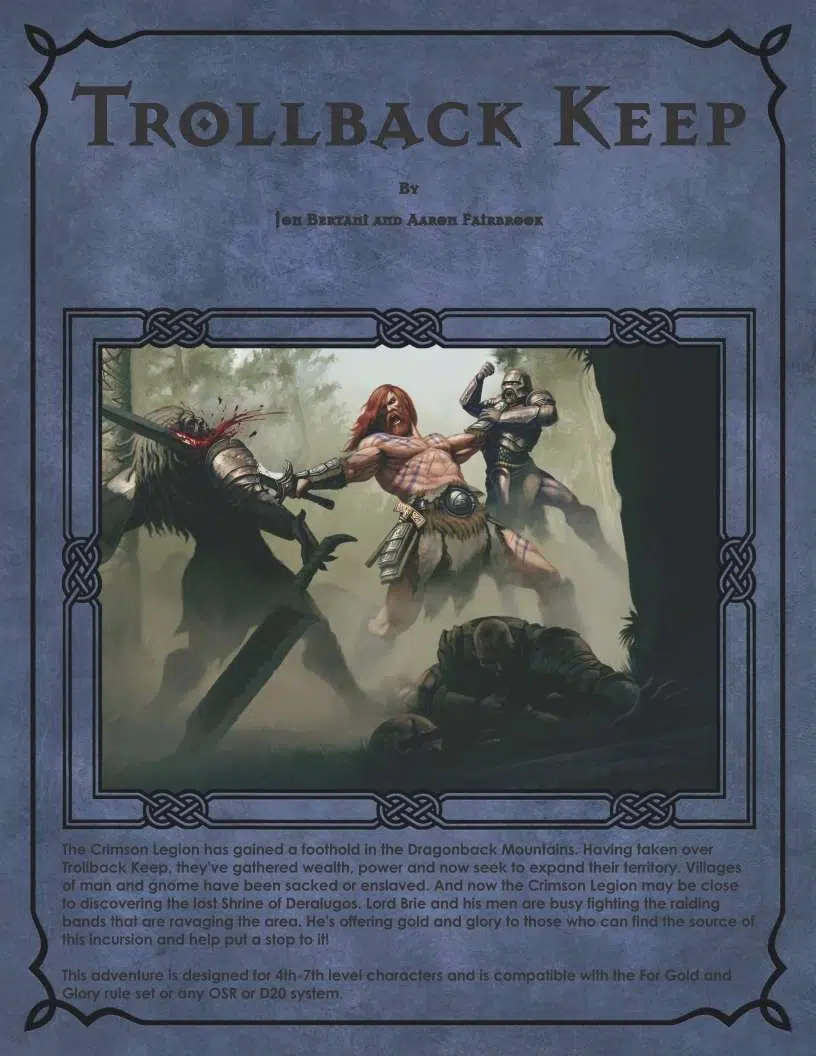 Trollback Keep
By
Jon Bertani and Aaron Fairbrook
The Crimson Legion has gained a foothold in the Dragonback Mountains. Having taken over
Trollback Keep, they've gathered wealth, power and now seek to expand their territory. Villages
of man and gnome have been sacked or enslaved. And now the Crimson Legion may be close
to discovering the lost Shrine of Deralugos. Lord Brie and his men are busy fighting the raiding
bands that are ravaging the area. He's offering gold and glory to those who can find the source of
this incursion and help put a stop to it!
This adventure is designed for 4th-7th level characters and is compatible with the For Gold and
Glory rule set or any OSR or D20 system.